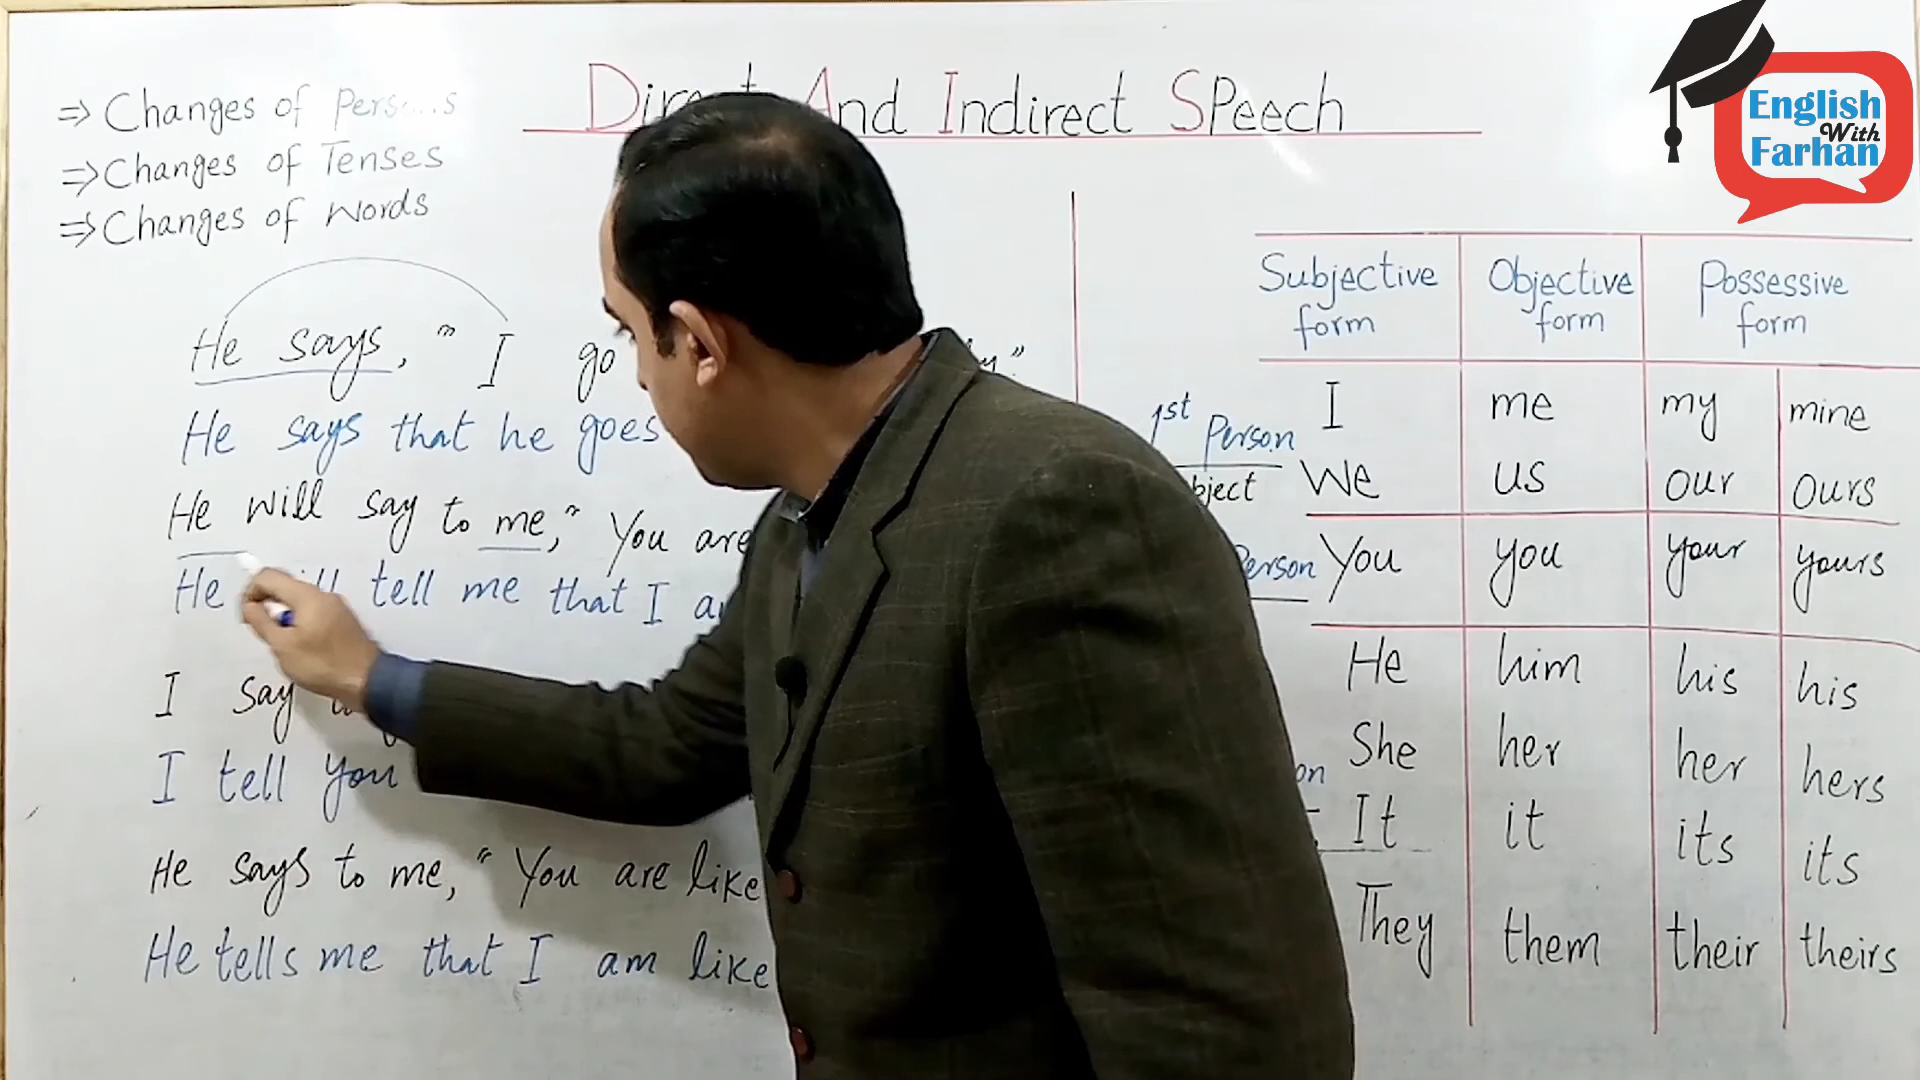 Direct And Indirect Speech
English
With
Farhan
⇒ Changes of
⇒ Changes of Tenses
⇒ Changes of Words
He says, " I go
He says that he goes
He will say to me, " You are
He tell me that I
I say
I tell you
He says to me, " You are like
He tells me that I am like
Subjective form Objective form Possessive form
1st Person I me my mine
We us our ours
You you your yours
He him his his
She her her hers
It it its its
They them their theirs